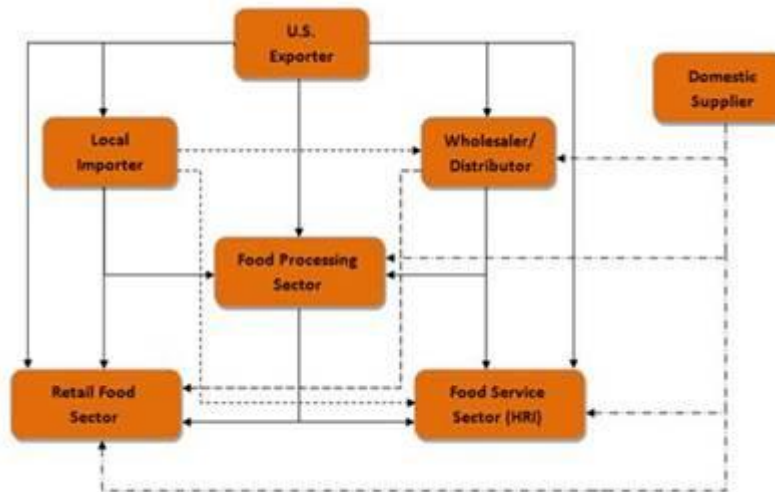 U.S.
Exporter
Domestic
Supplier
Local
Importer
Wholesaler/
Distributor
Food Processing
Sector
Retail Food
Sector
Food Service
Sector (HRI)